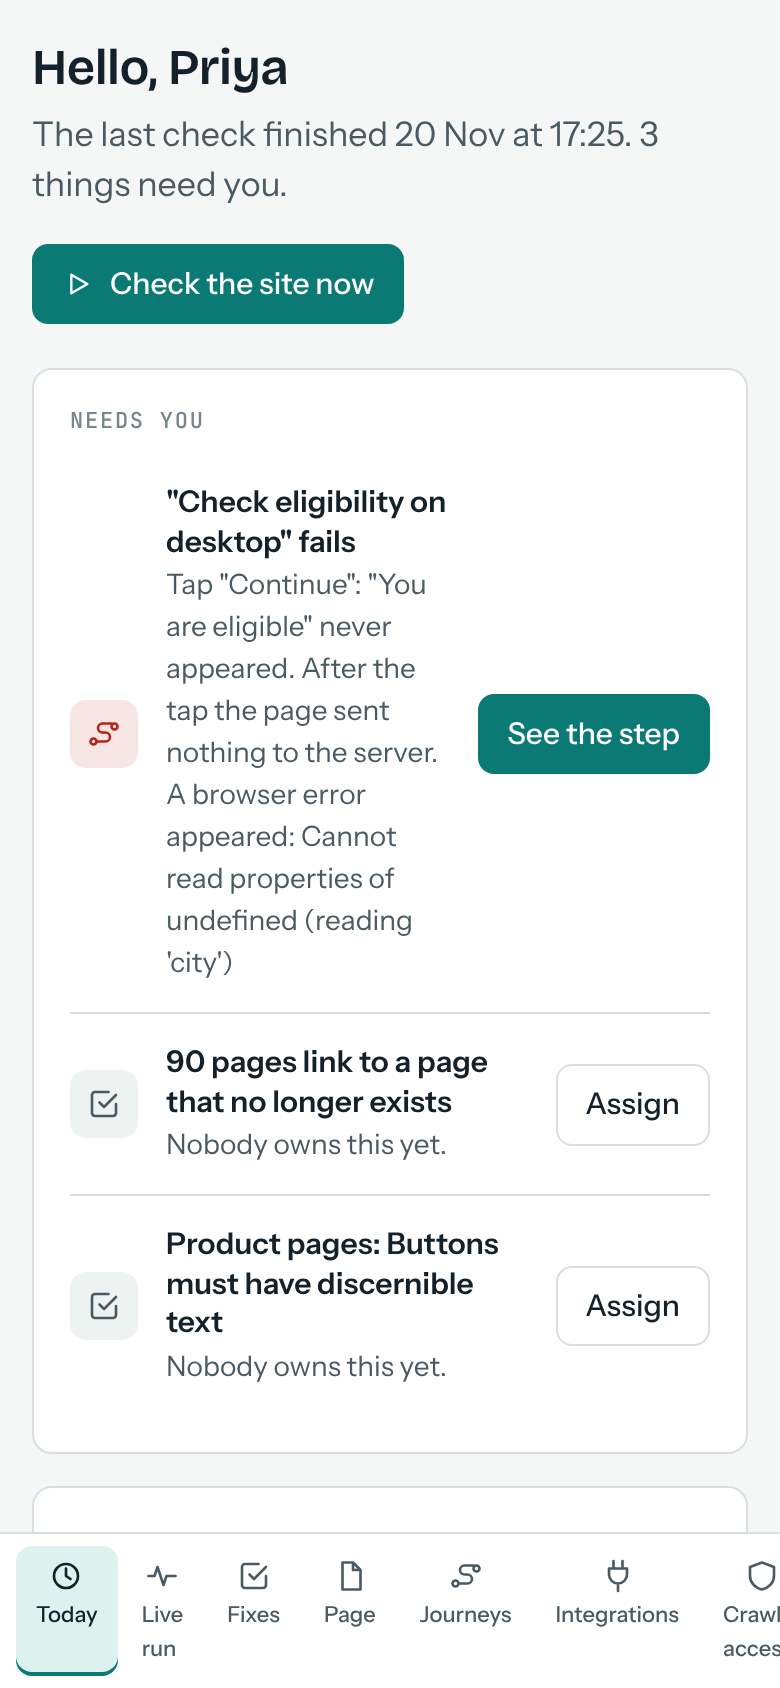 Hello, Priya
The last check finished 20 Nov at 17:25. 3
things need you.
Check the site now
NEEDS YOU
"Check eligibility on
desktop" fails
Tap "Continue": "You
are eligible" never
appeared. After the
tap the page sent
nothing to the server.
A browser error
appeared: Cannot
read properties of
undefined (reading
'city')
See the step
90 pages link to a page
that no longer exists
Nobody owns this yet.
Assign
Product pages: Buttons
must have discernible
text
Nobody owns this yet.
Assign
Today
Live
run
Fixes
Page
Journeys
Integrations
Crawl
acces